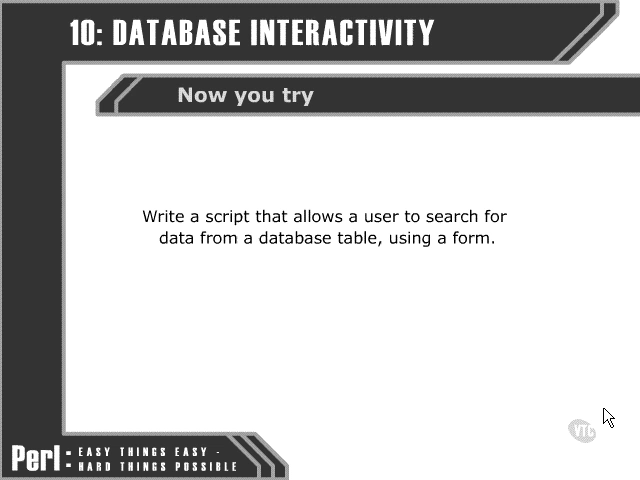 10: DATABASE INTERACTIVITY
Now you try
Write a script that allows a user to search for
data from a database table, using a form.
VTC
Perl: EASY THINGS EASY -
HARD THINGS POSSIBLE